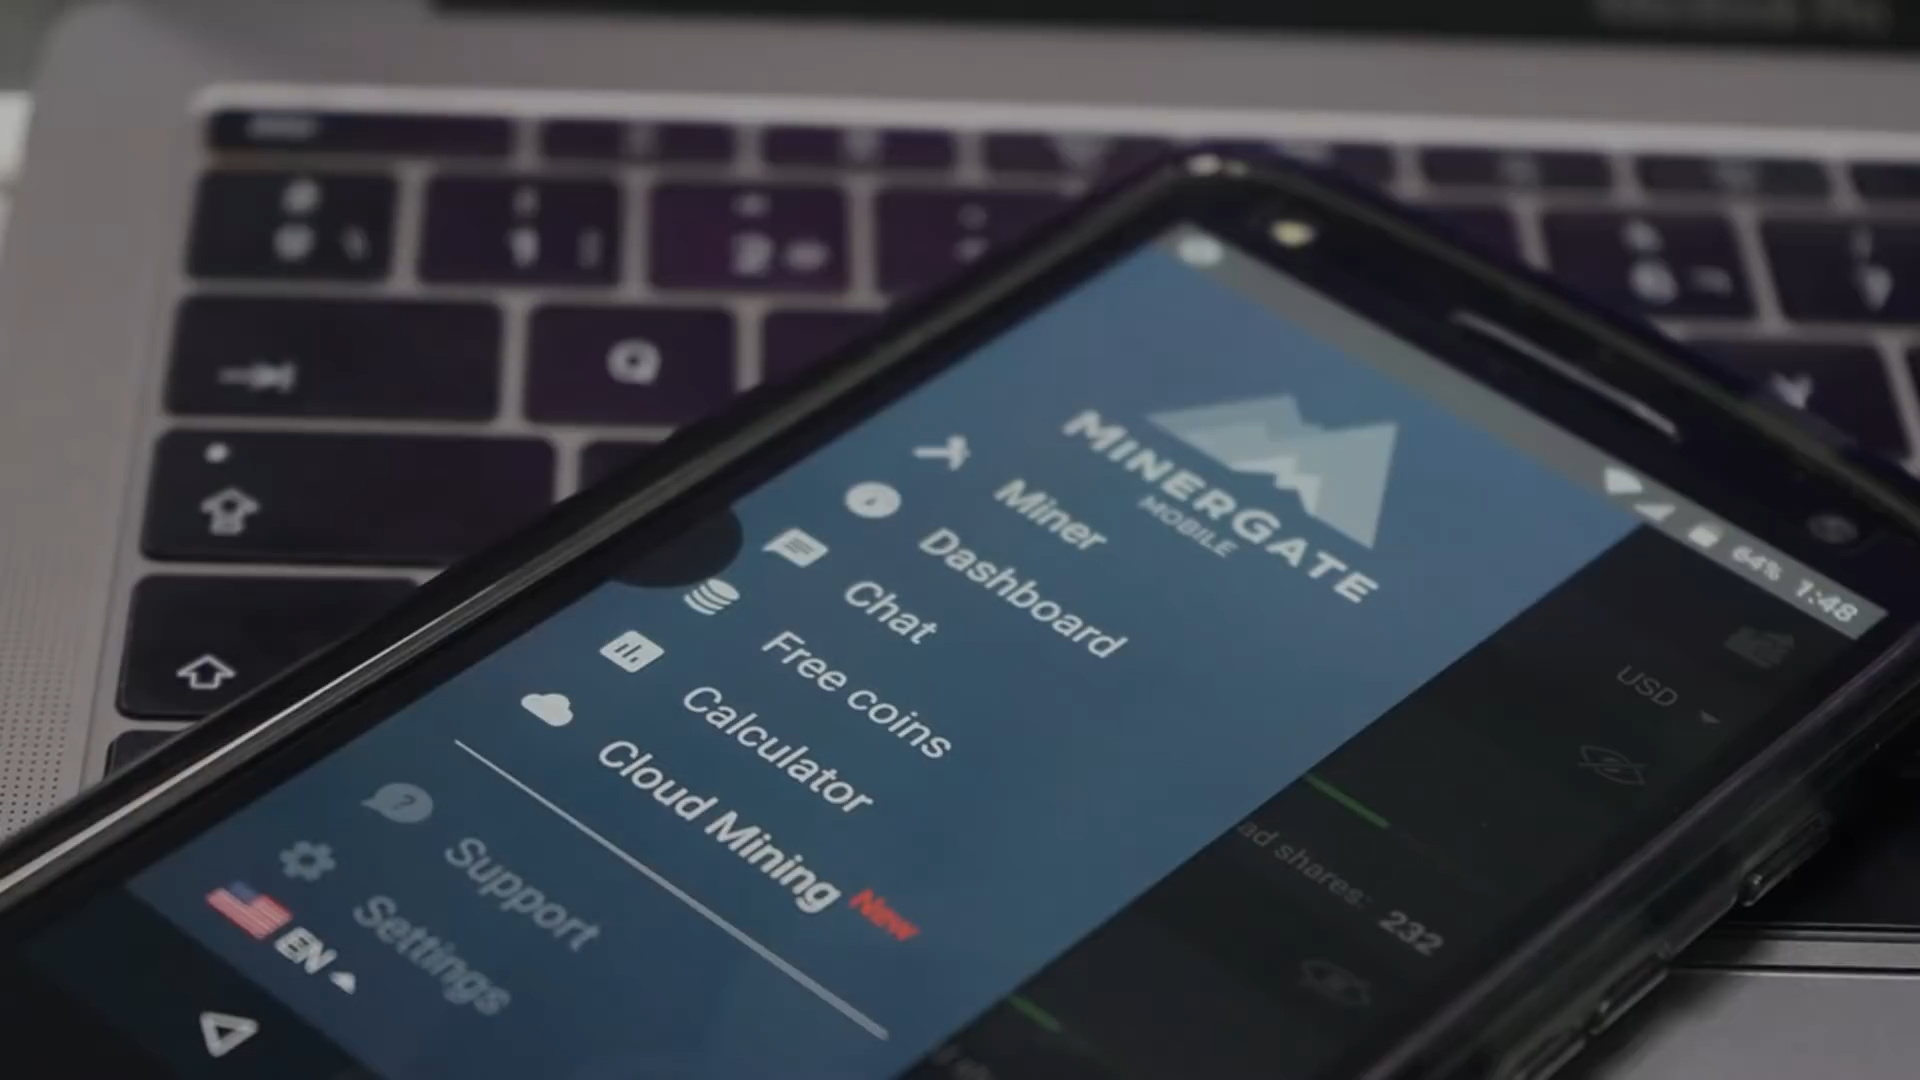 64% 1:48
MINERGATE
MOBILE
Miner
Dashboard
Chat
Free coins
Calculator
Cloud Mining New
Support
Settings
EN
USD
ad shares: 232
Q